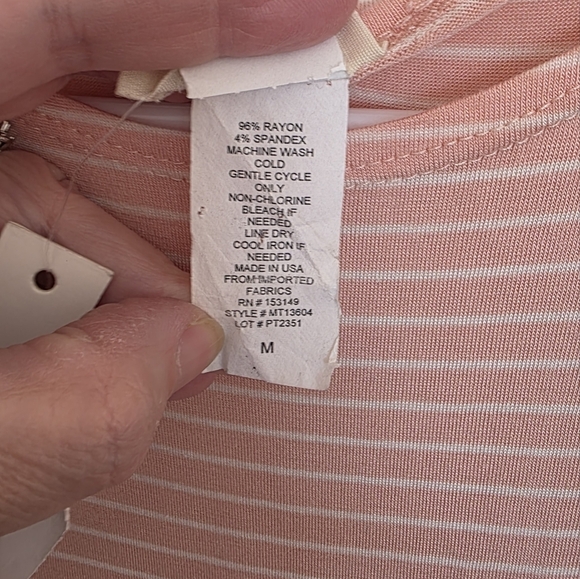 96% RAYON
4% SPANDEX
MACHINE WASH
COLD
GENTLE CYCLE
ONLY
NON-CHLORINE
BLEACH IF
NEEDED
LINE DRY
COOL IRON IF
NEEDED
MADE IN USA
FROM IMPORTED
FABRICS
RN # 153149
STYLE # MT13604
LOT # PT2351
M